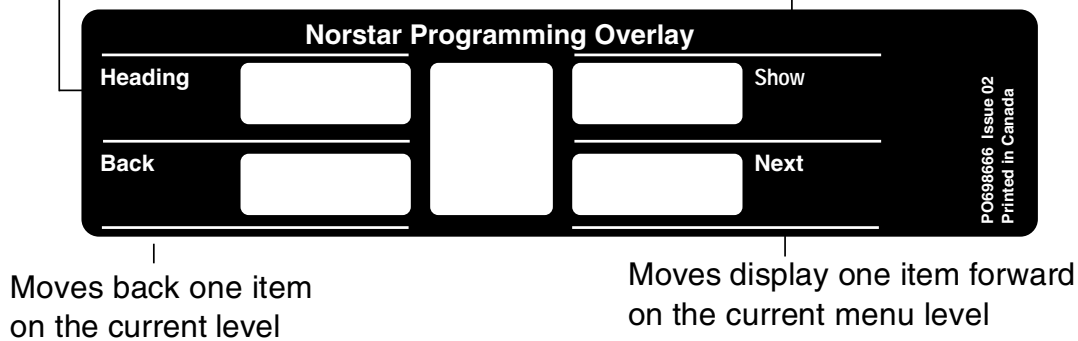 Norstar Programming Overlay
Heading
Show
Back
Next
PO698666 Issue 02
Printed in Canada
Moves back one item
on the current level
Moves display one item forward
on the current menu level